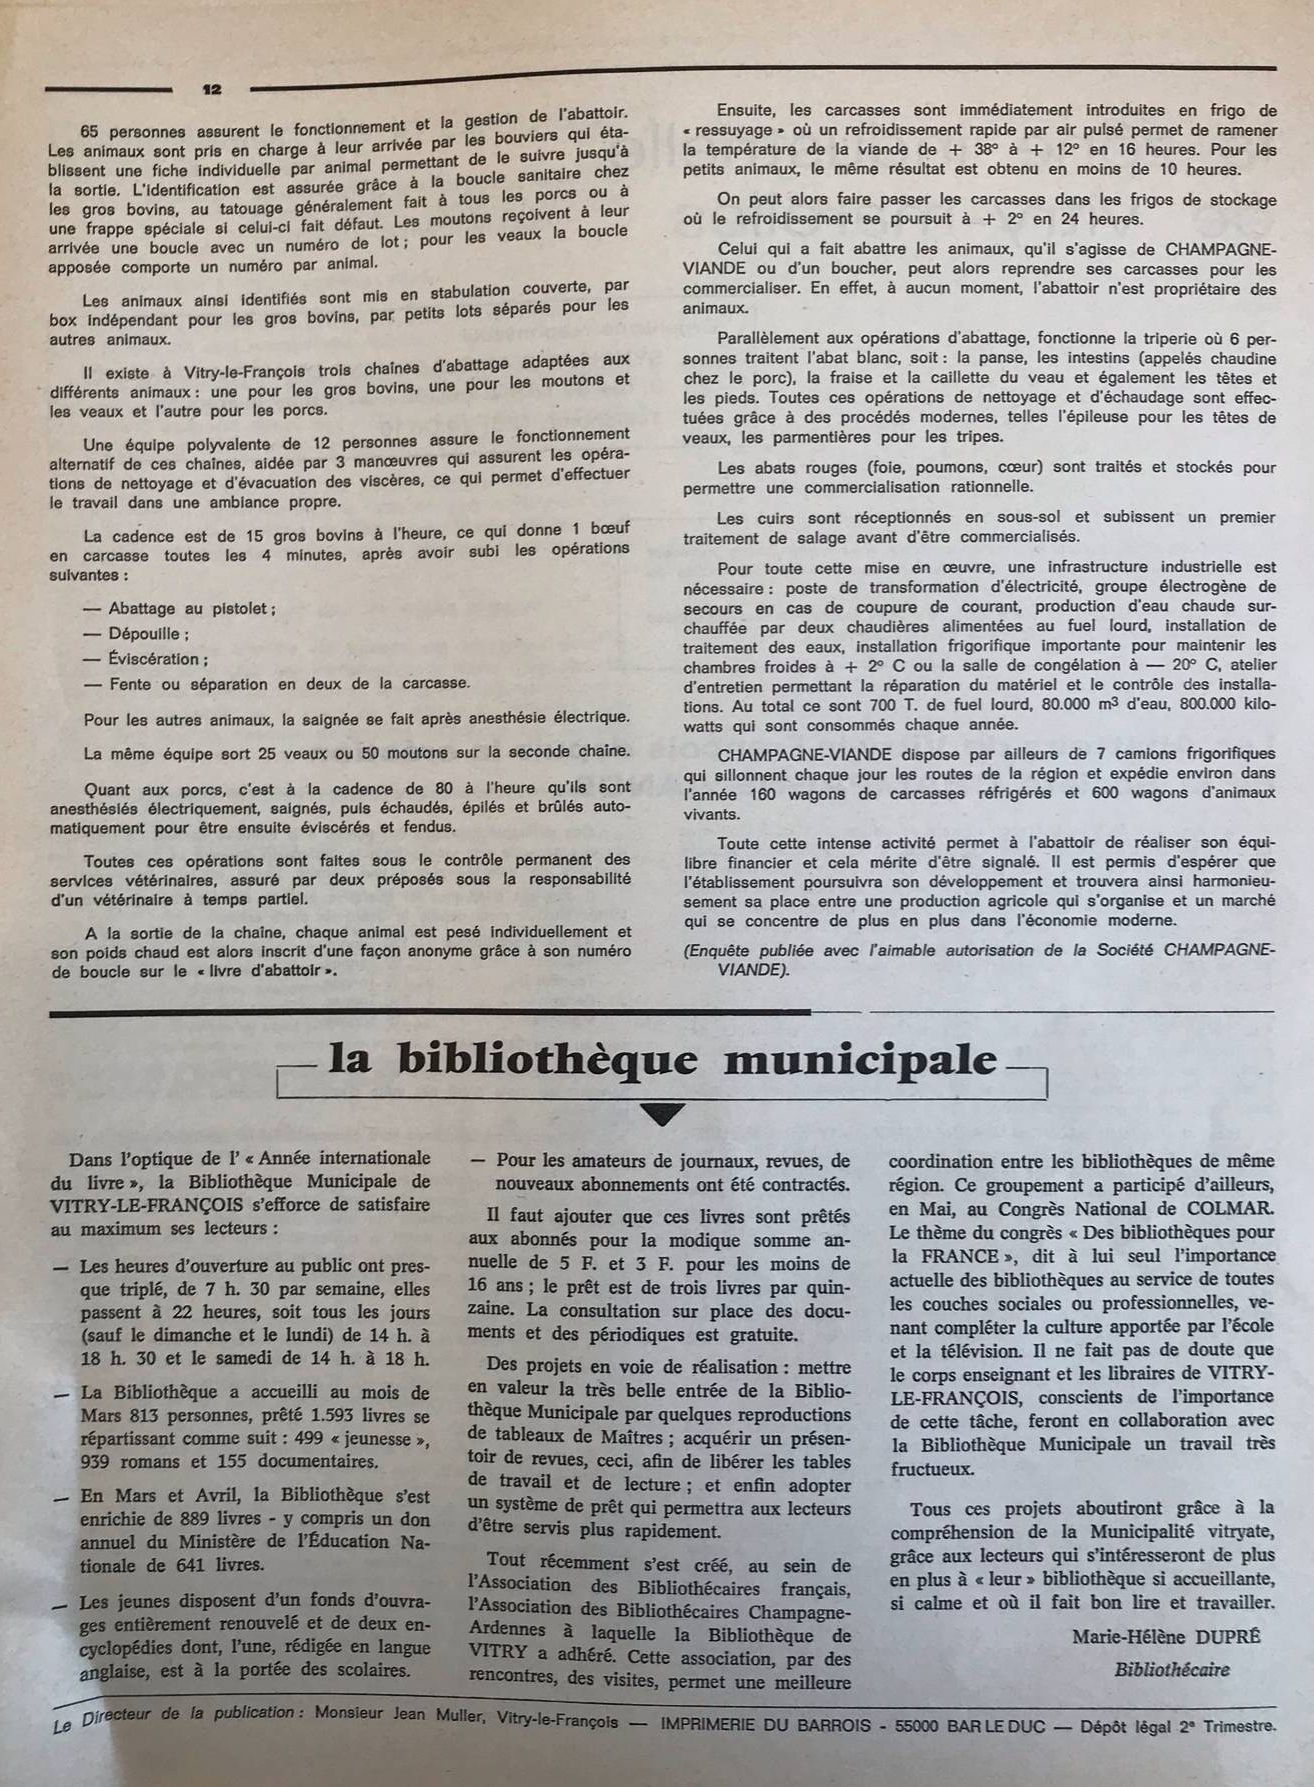 12
65 personnes assurent le fonctionnement et la gestion de l'abattoir.
Les animaux sont pris en charge à leur arrivée par les bouviers qui éta-
blissent une fiche individuelle par animal permettant de le suivre jusqu'à
la sortie. L'identification est assurée grâce à la boucle sanitaire chez
les gros bovins, au tatouage généralement fait à tous les porcs ou à
une frappe spéciale si celui-ci fait défaut. Les moutons reçoivent à leur
arrivée une boucle avec un numéro de lot ; pour les veaux la boucle
apposée comporte un numéro par animal.
Les animaux ainsi identifiés sont mis en stabulation couverte, par
box indépendant pour les gros bovins, par petits lots séparés pour les
autres animaux.
Il existe à Vitry-le-François trois chaînes d'abattage adaptées aux
différents animaux : une pour les gros bovins, une pour les moutons et
les veaux et l'autre pour les porcs.
Une équipe polyvalente de 12 personnes assure le fonctionnement
alternatif de ces chaînes, aidée par 3 manœuvres qui assurent les opéra-
tions de nettoyage et d'évacuation des viscères, ce qui permet d'effectuer
le travail dans une ambiance propre.
La cadence est de 15 gros bovins à l'heure, ce qui donne 1 bœuf
en carcasse toutes les 4 minutes, après avoir subi les opérations
suivantes :
— Abattage au pistolet ;
— Dépouille ;
— Éviscération ;
— Fente ou séparation en deux de la carcasse.
Pour les autres animaux, la saignée se fait après anesthésie électrique.
La même équipe sort 25 veaux ou 50 moutons sur la seconde chaîne.
Quant aux porcs, c'est à la cadence de 80 à l'heure qu'ils sont
anesthésiés électriquement, saignés, puis échaudés, épilés et brûlés auto-
matiquement pour être ensuite éviscérés et fendus.
Toutes ces opérations sont faites sous le contrôle permanent des
services vétérinaires, assuré par deux préposés sous la responsabilité
d'un vétérinaire à temps partiel.
A la sortie de la chaîne, chaque animal est pesé individuellement et
son poids chaud est alors inscrit d'une façon anonyme grâce à son numéro
de boucle sur le « livre d'abattoir ».
Ensuite, les carcasses sont immédiatement introduites en frigo de
« ressuyage » où un refroidissement rapide par air pulsé permet de ramener
la température de la viande de + 38° à + 12° en 16 heures. Pour les
petits animaux, le même résultat est obtenu en moins de 10 heures.
On peut alors faire passer les carcasses dans les frigos de stockage
où le refroidissement se poursuit à + 2° en 24 heures.
Celui qui a fait abattre les animaux, qu'il s'agisse de CHAMPAGNE-
VIANDE ou d'un boucher, peut alors reprendre ses carcasses pour les
commercialiser. En effet, à aucun moment, l'abattoir n'est propriétaire des
animaux.
Parallèlement aux opérations d'abattage, fonctionne la triperie où 6 per-
sonnes traitent l'abat blanc, soit : la panse, les intestins (appelés chaudine
chez le porc), la fraise et la caillette du veau et également les têtes et
les pieds. Toutes ces opérations de nettoyage et d'échaudage sont effec-
tuées grâce à des procédés modernes, telles l'épileuse pour les têtes de
veaux, les parmentières pour les tripes.
Les abats rouges (foie, poumons, cœur) sont traités et stockés pour
permettre une commercialisation rationnelle.
Les cuirs sont réceptionnés en sous-sol et subissent un premier
traitement de salage avant d'être commercialisés.
Pour toute cette mise en œuvre, une infrastructure industrielle est
nécessaire : poste de transformation d'électricité, groupe électrogène de
secours en cas de coupure de courant, production d'eau chaude sur-
chauffée par deux chaudières alimentées au fuel lourd, installation de
traitement des eaux, installation frigorifique importante pour maintenir les
chambres froides à + 2° C ou la salle de congélation à — 20° C, atelier
d'entretien permettant la réparation du matériel et le contrôle des installa-
tions. Au total ce sont 700 T. de fuel lourd, 80.000 m³ d'eau, 800.000 kilo-
watts qui sont consommés chaque année.
CHAMPAGNE-VIANDE dispose par ailleurs de 7 camions frigorifiques
qui sillonnent chaque jour les routes de la région et expédie environ dans
l'année 160 wagons de carcasses réfrigérés et 600 wagons d'animaux
vivants.
Toute cette intense activité permet à l'abattoir de réaliser son équi-
libre financier et cela mérite d'être signalé. Il est permis d'espérer que
l'établissement poursuivra son développement et trouvera ainsi harmonieu-
sement sa place entre une production agricole qui s'organise et un marché
qui se concentre de plus en plus dans l'économie moderne.
(Enquête publiée avec l'aimable autorisation de la Société CHAMPAGNE-
VIANDE).
la bibliothèque municipale
Dans l'optique de l' « Année internationale
du livre », la Bibliothèque Municipale de
VITRY-LE-FRANÇOIS s'efforce de satisfaire
au maximum ses lecteurs :
— Les heures d'ouverture au public ont pres-
que triplé, de 7 h. 30 par semaine, elles
passent à 22 heures, soit tous les jours
(sauf le dimanche et le lundi) de 14 h. à
18 h. 30 et le samedi de 14 h. à 18 h.
— La Bibliothèque a accueilli au mois de
Mars 813 personnes, prêté 1.593 livres se
répartissant comme suit : 499 « jeunesse »,
939 romans et 155 documentaires.
— En Mars et Avril, la Bibliothèque s'est
enrichie de 889 livres - y compris un don
annuel du Ministère de l'Éducation Na-
tionale de 641 livres.
— Les jeunes disposent d'un fonds d'ouvra-
ges entièrement renouvelé et de deux en-
cyclopédies dont, l'une, rédigée en langue
anglaise, est à la portée des scolaires.
— Pour les amateurs de journaux, revues, de
nouveaux abonnements ont été contractés.
Il faut ajouter que ces livres sont prêtés
aux abonnés pour la modique somme an-
nuelle de 5 F. et 3 F. pour les moins de
16 ans ; le prêt est de trois livres par quin-
zaine. La consultation sur place des docu-
ments et des périodiques est gratuite.
Des projets en voie de réalisation : mettre
en valeur la très belle entrée de la Biblio-
thèque Municipale par quelques reproductions
de tableaux de Maîtres ; acquérir un présen-
toir de revues, ceci, afin de libérer les tables
de travail et de lecture ; et enfin adopter
un système de prêt qui permettra aux lecteurs
d'être servis plus rapidement.
Tout récemment s'est créé, au sein de
l'Association des Bibliothécaires français,
l'Association des Bibliothécaires Champagne-
Ardennes à laquelle la Bibliothèque de
VITRY a adhéré. Cette association, par des
rencontres, des visites, permet une meilleure
coordination entre les bibliothèques de même
région. Ce groupement a participé d'ailleurs,
en Mai, au Congrès National de COLMAR.
Le thème du congrès « Des bibliothèques pour
la FRANCE », dit à lui seul l'importance
actuelle des bibliothèques au service de toutes
les couches sociales ou professionnelles, ve-
nant compléter la culture apportée par l'école
et la télévision. Il ne fait pas de doute que
le corps enseignant et les libraires de VITRY-
LE-FRANÇOIS, conscients de l'importance
de cette tâche, feront en collaboration avec
la Bibliothèque Municipale un travail très
fructueux.
Tous ces projets aboutiront grâce à la
compréhension de la Municipalité vitryate,
grâce aux lecteurs qui s'intéresseront de plus
en plus à « leur » bibliothèque si accueillante,
si calme et où il fait bon lire et travailler.
Marie-Hélène DUPRÉ
Bibliothécaire
Le Directeur de la publication : Monsieur Jean Muller, Vitry-le-François — IMPRIMERIE DU BARROIS - 55000 BAR LE DUC — Dépôt légal 2ᵉ Trimestre.